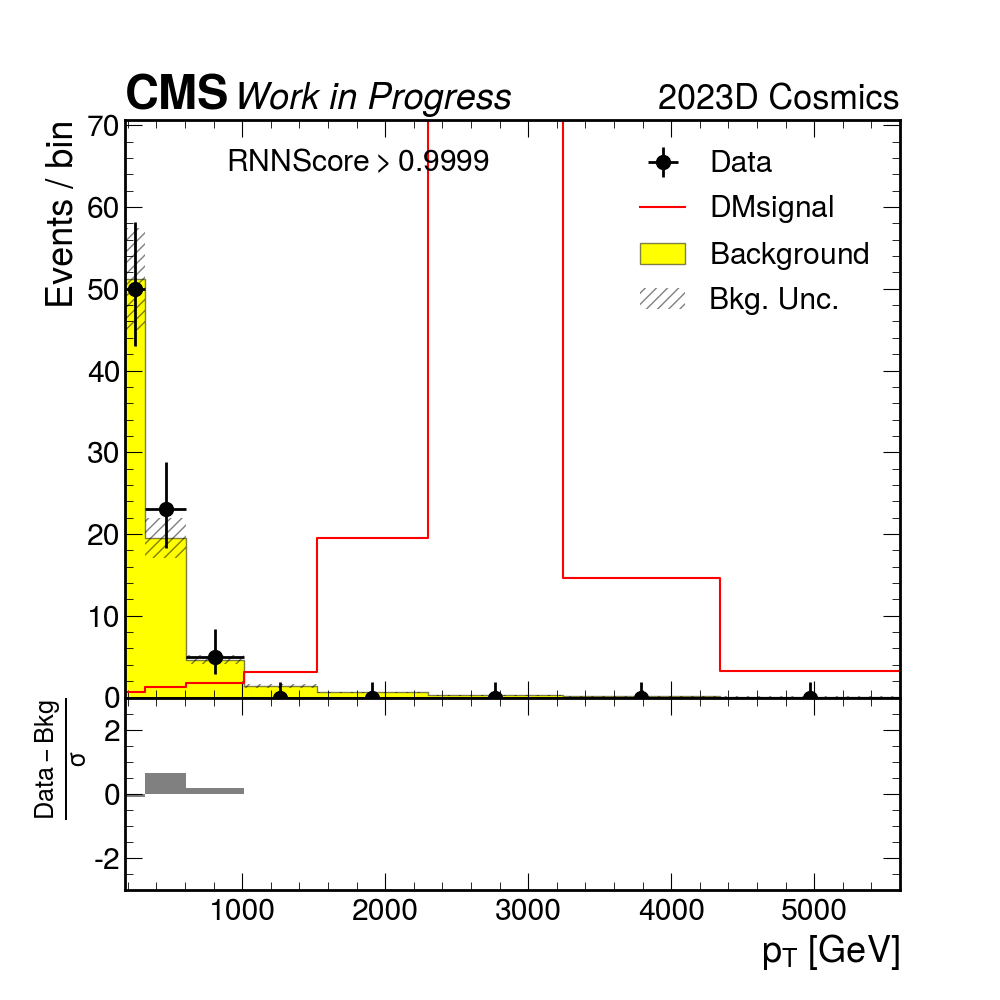 CMS Work in Progress 2023D Cosmics
Events / bin
70
60
50
40
30
20
10
0
RNNScore > 0.9999
Data
DMsignal
Background
Bkg. Unc.
Data − Bkg
σ
2
0
-2
1000 2000 3000 4000 5000
pT [GeV]